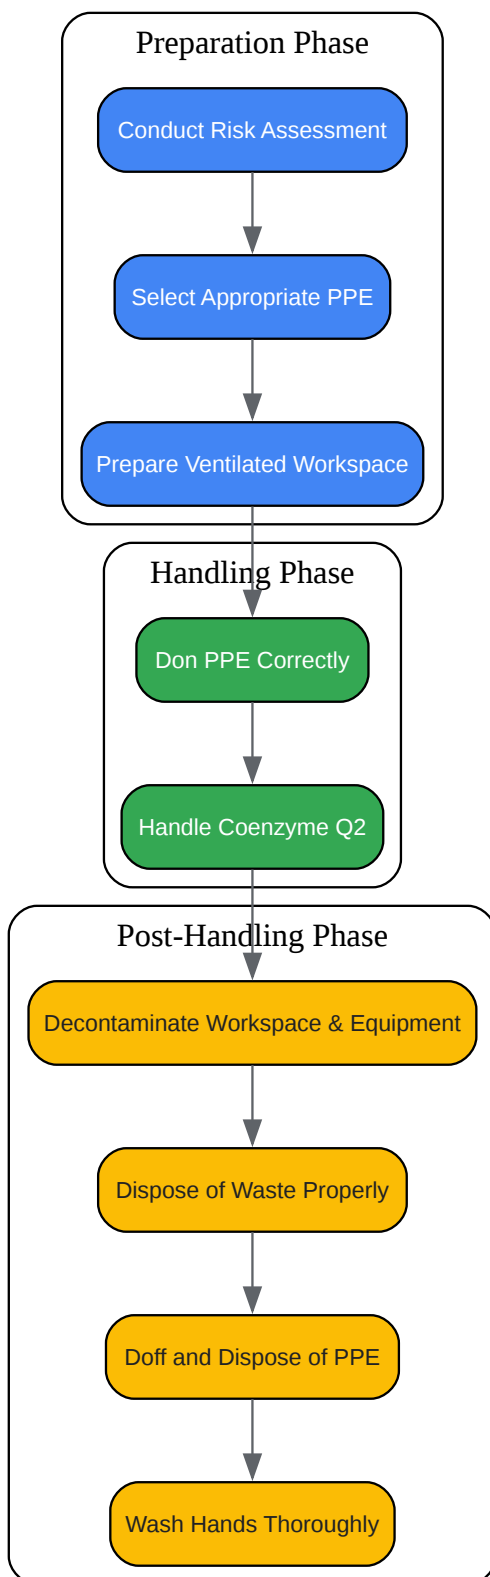 Preparation Phase
Conduct Risk Assessment
Select Appropriate PPE
Prepare Ventilated Workspace
Handling Phase
Don PPE Correctly
Handle Coenzyme Q2
Post-Handling Phase
Decontaminate Workspace & Equipment
Dispose of Waste Properly
Doff and Dispose of PPE
Wash Hands Thoroughly